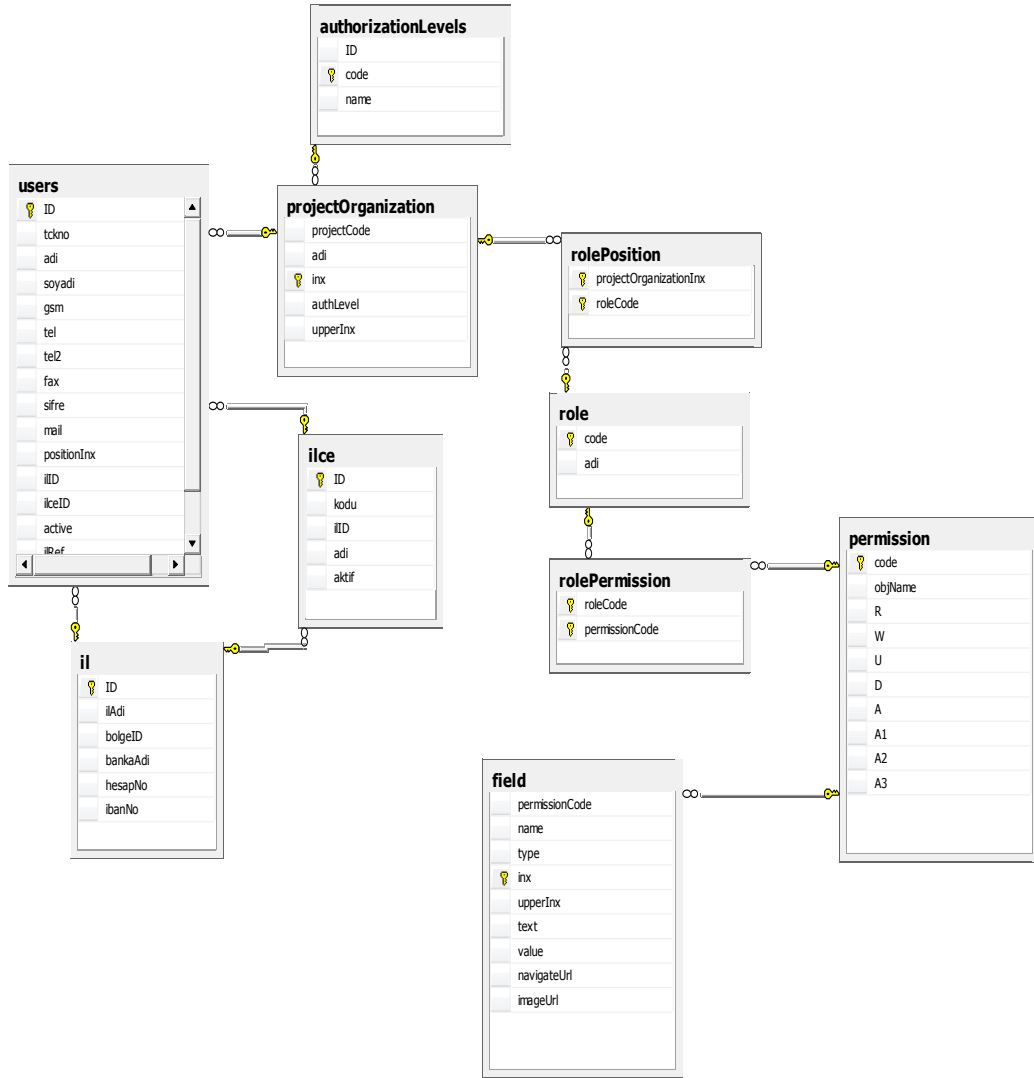 authorizationLevels
ID
code
name
users
ID
tckno
adi
soyadi
gsm
tel
tel2
fax
sifre
mail
positionInx
ilID
ilceID
active
ilRef
projectOrganization
projectCode
adi
inx
authLevel
upperInx
rolePosition
projectOrganizationInx
roleCode
role
code
adi
ilce
ID
kodu
ilID
adi
aktif
rolePermission
roleCode
permissionCode
permission
code
objName
R
W
U
D
A
A1
A2
A3
il
ID
ilAdi
bolgeID
bankaAdi
hesapNo
ibanNo
field
permissionCode
name
type
inx
upperInx
text
value
navigateUrl
imageUrl